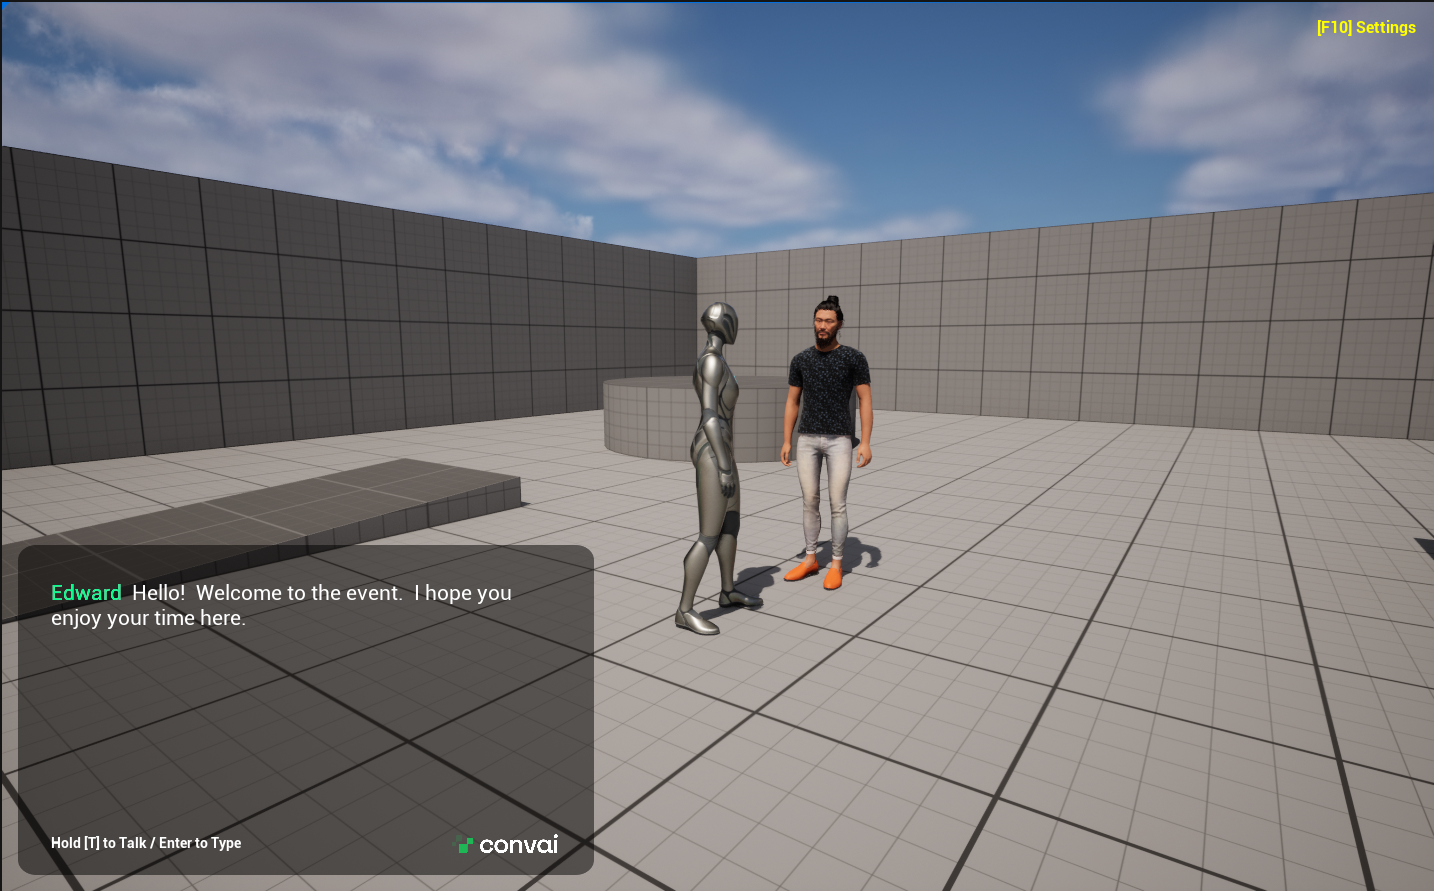 [F10] Settings
Edward Hello! Welcome to the event. I hope you
enjoy your time here.
Hold [T] to Talk / Enter to Type
convai